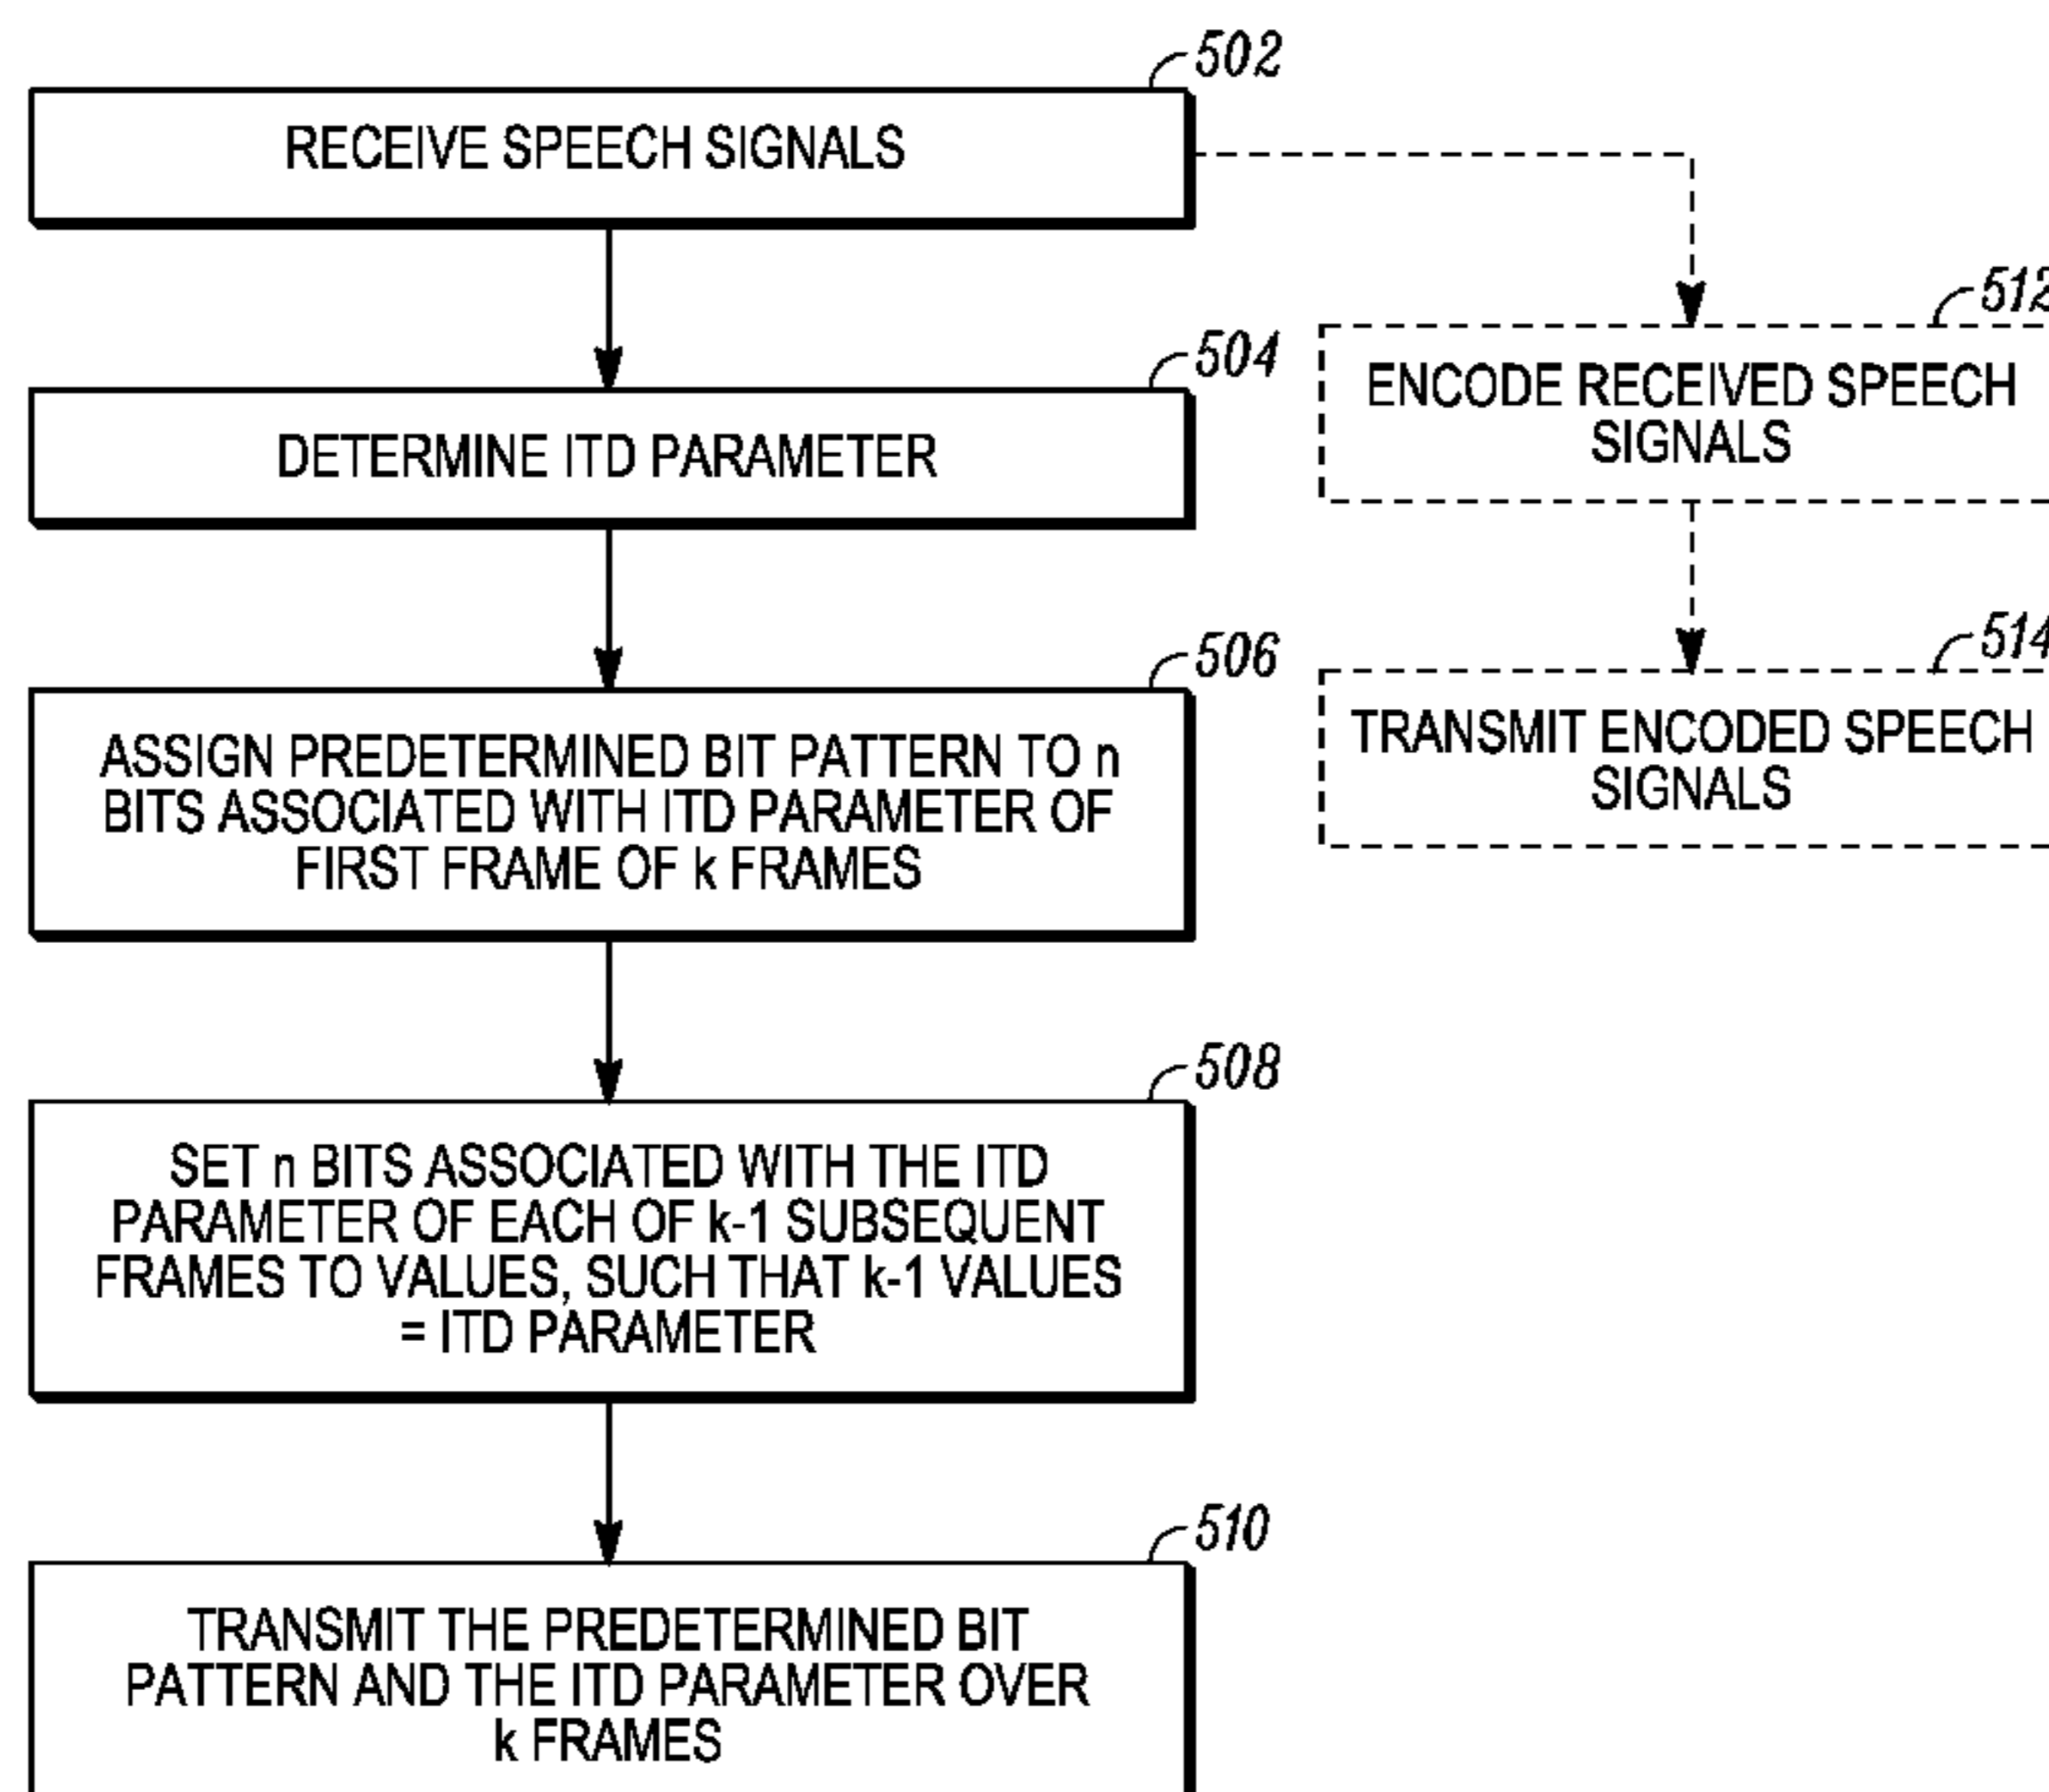 502
RECEIVE SPEECH SIGNALS
504
DETERMINE ITD PARAMETER
506
ASSIGN PREDETERMINED BIT PATTERN TO n
BITS ASSOCIATED WITH ITD PARAMETER OF
FIRST FRAME OF k FRAMES
508
SET n BITS ASSOCIATED WITH THE ITD
PARAMETER OF EACH OF k-1 SUBSEQUENT
FRAMES TO VALUES, SUCH THAT k-1 VALUES
= ITD PARAMETER
510
TRANSMIT THE PREDETERMINED BIT
PATTERN AND THE ITD PARAMETER OVER
k FRAMES
512
ENCODE RECEIVED SPEECH
SIGNALS
514
TRANSMIT ENCODED SPEECH
SIGNALS